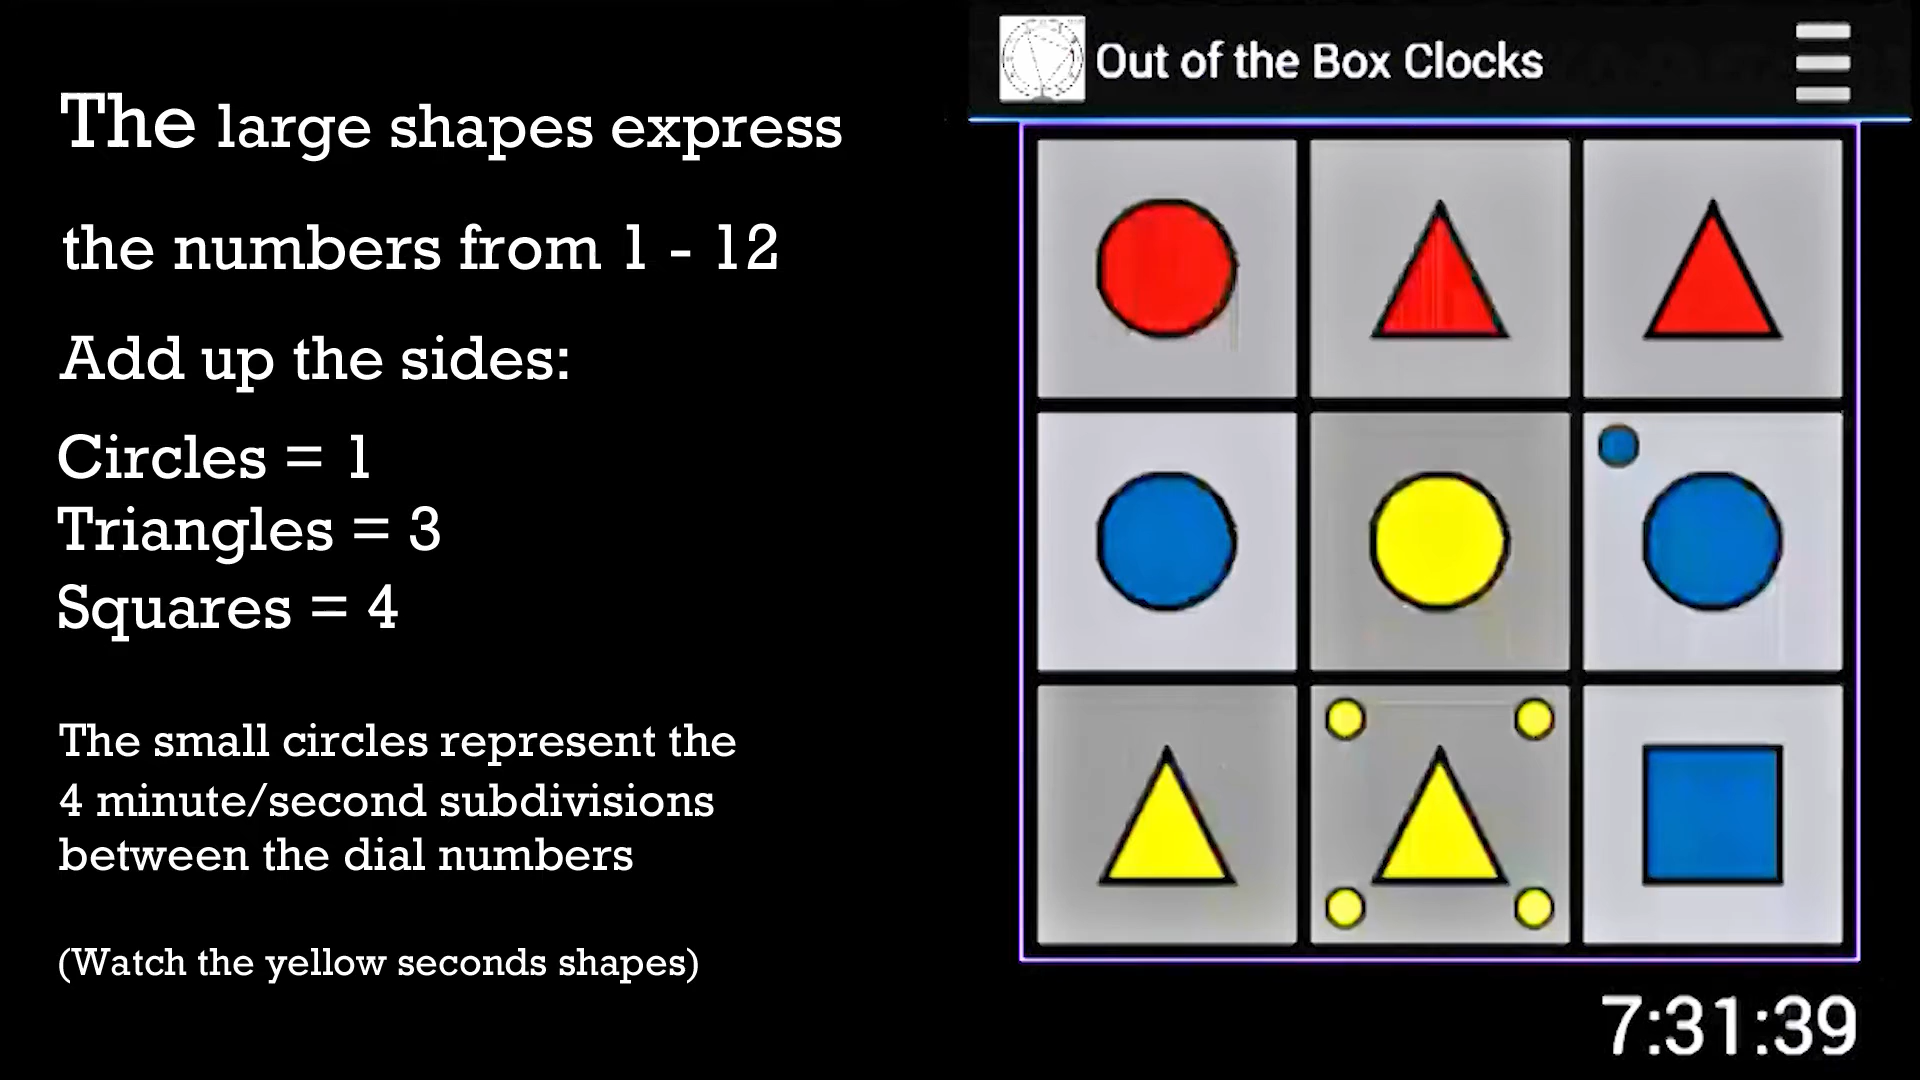 The large shapes express
the numbers from 1 - 12
Add up the sides:
Circles = 1
Triangles = 3
Squares = 4
The small circles represent the
4 minute/second subdivisions
between the dial numbers
(Watch the yellow seconds shapes)
Out of the Box Clocks
7:31:39